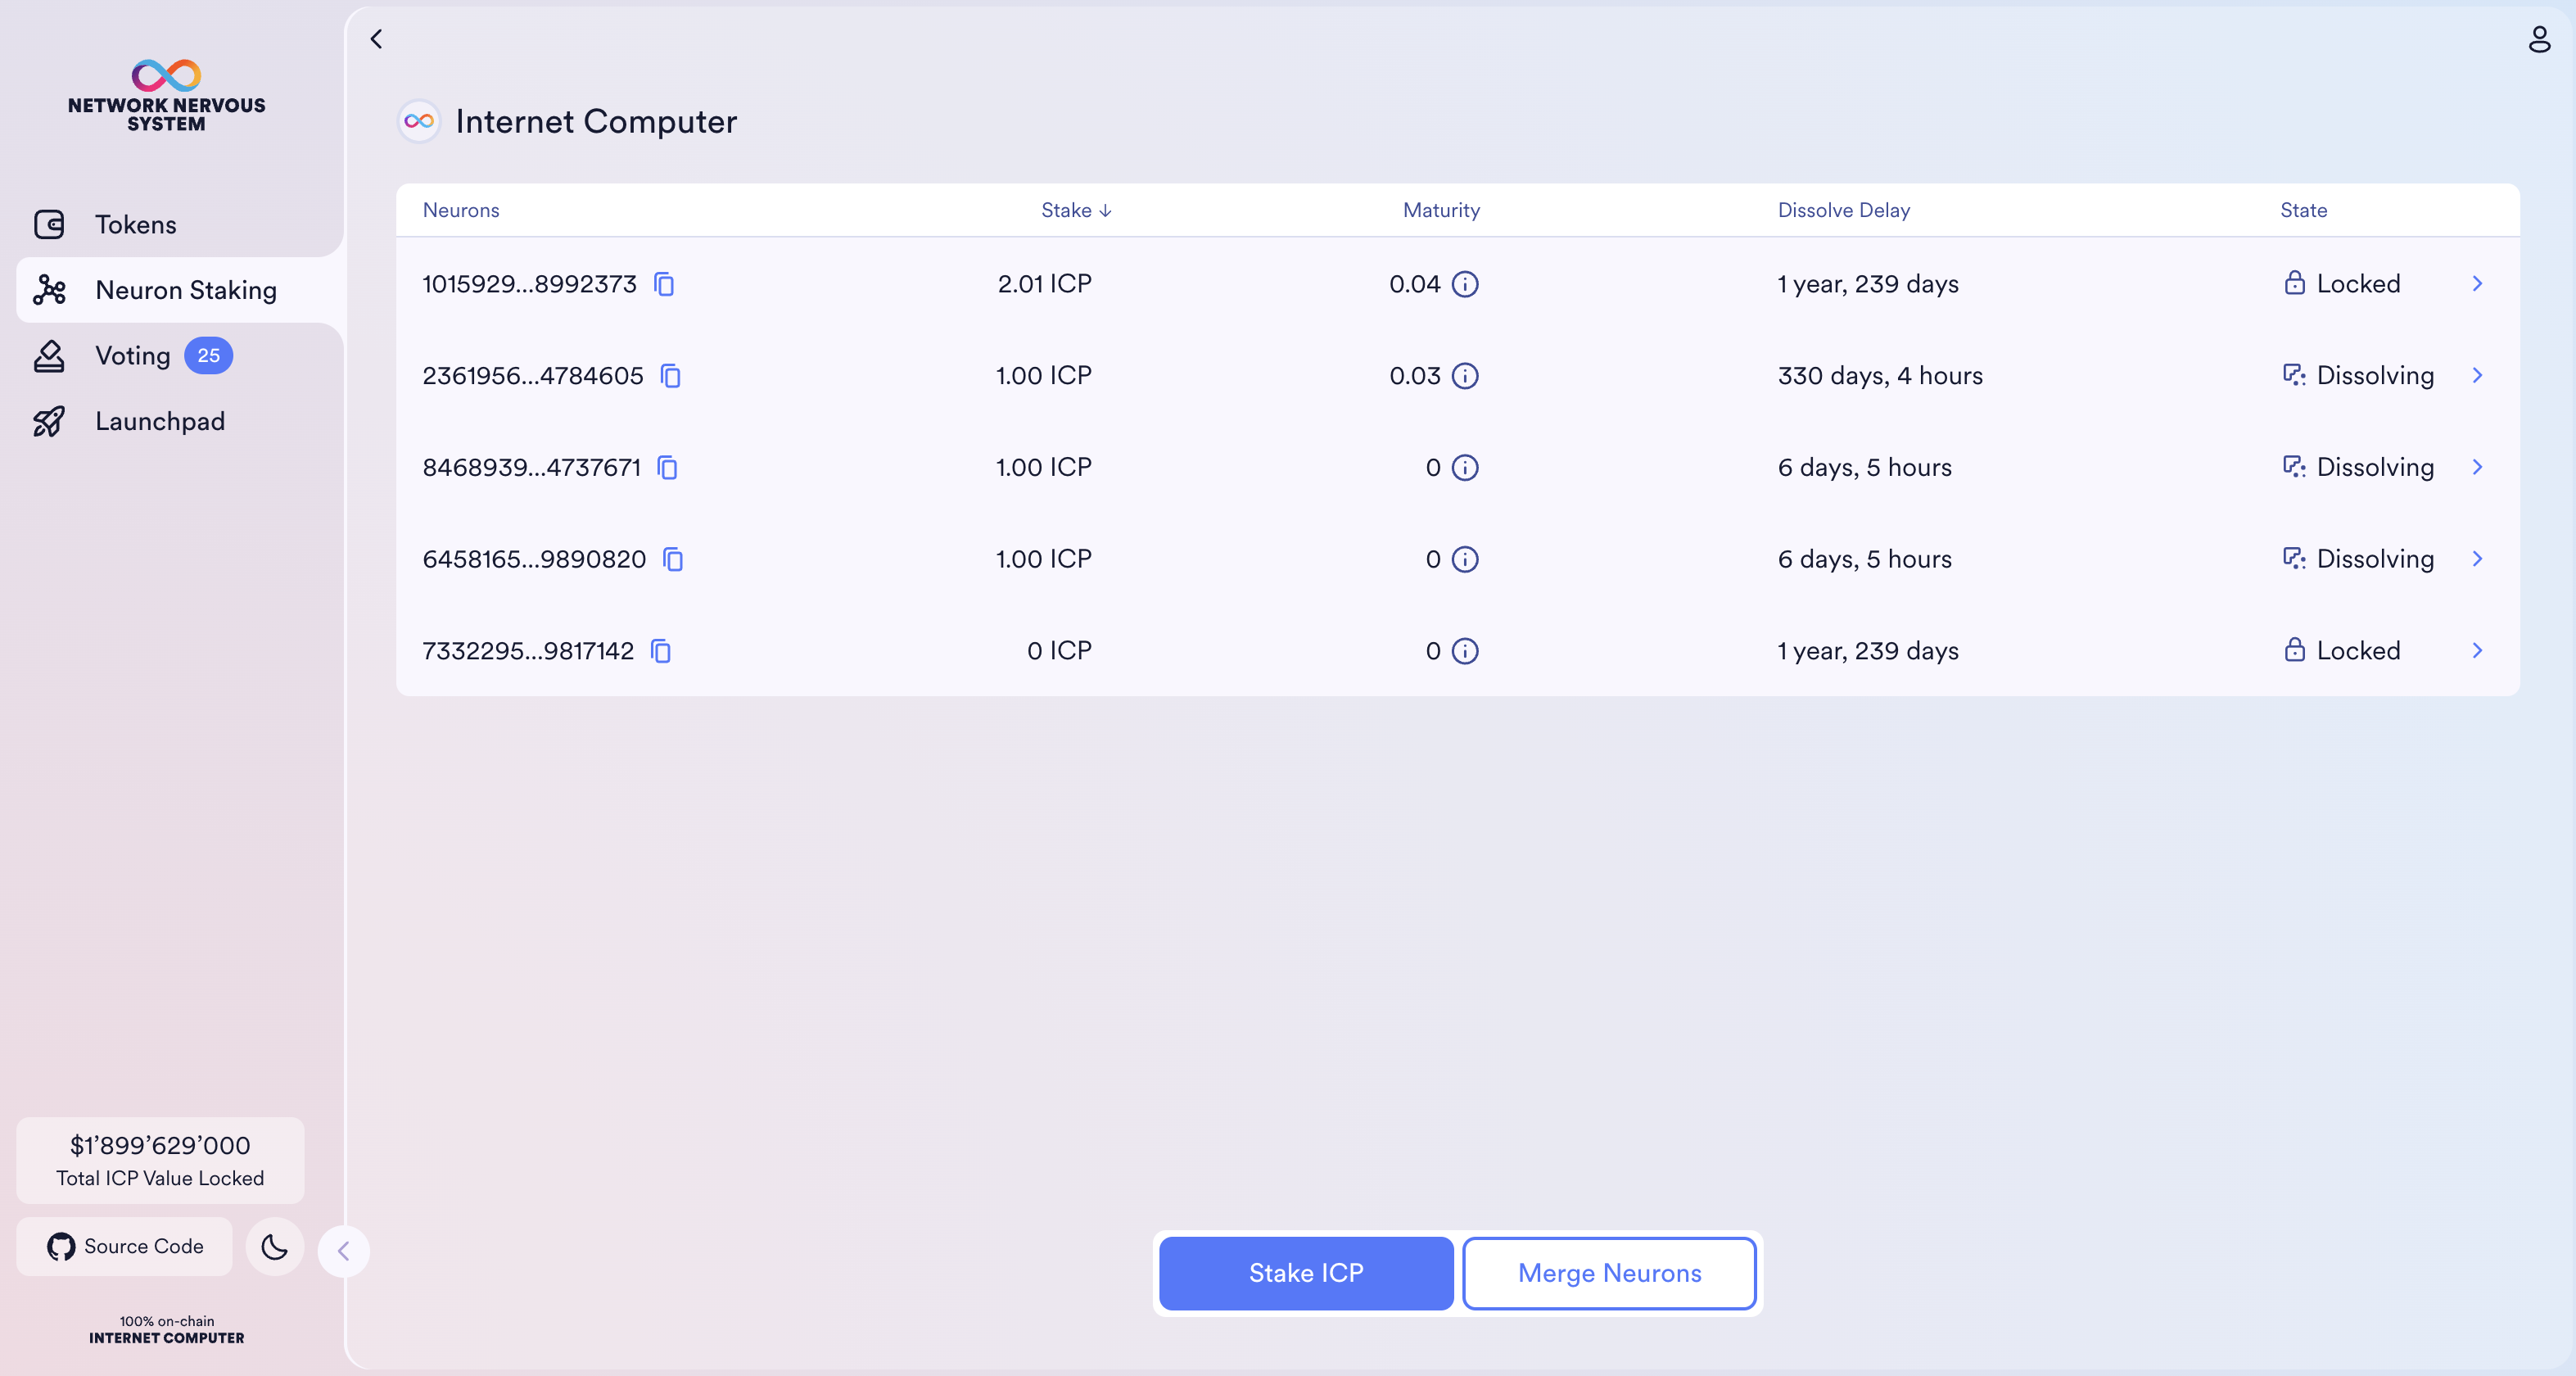 NETWORK NERVOUS
SYSTEM
Tokens
Neuron Staking
Voting 25
Launchpad
$1’899’629’000
Total ICP Value Locked
Source Code
100% on-chain
INTERNET COMPUTER
Internet Computer
Neurons Stake ↓ Maturity Dissolve Delay State
1015929...8992373 2.01 ICP 0.04 1 year, 239 days Locked
2361956...4784605 1.00 ICP 0.03 330 days, 4 hours Dissolving
8468939...4737671 1.00 ICP 0 6 days, 5 hours Dissolving
6458165...9890820 1.00 ICP 0 6 days, 5 hours Dissolving
7332295...9817142 0 ICP 0 1 year, 239 days Locked
Stake ICP Merge Neurons